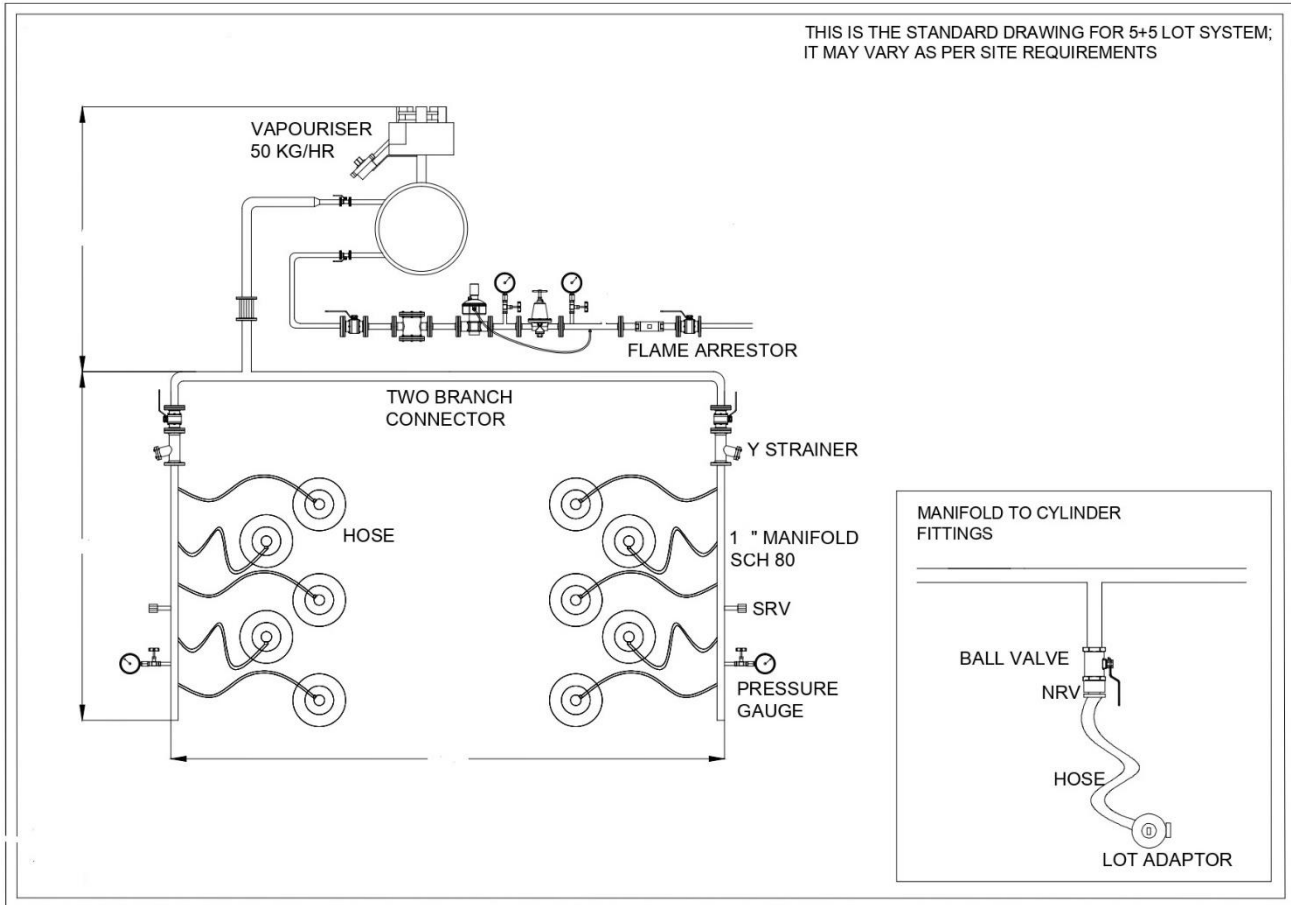 THIS IS THE STANDARD DRAWING FOR 5+5 LOT SYSTEM;
IT MAY VARY AS PER SITE REQUIREMENTS
VAPOURISER
50 KG/HR
FLAME ARRESTOR
TWO BRANCH
CONNECTOR
Y STRAINER
HOSE
1 " MANIFOLD
SCH 80
SRV
PRESSURE
GAUGE
MANIFOLD TO CYLINDER
FITTINGS
BALL VALVE
NRV
HOSE
LOT ADAPTOR